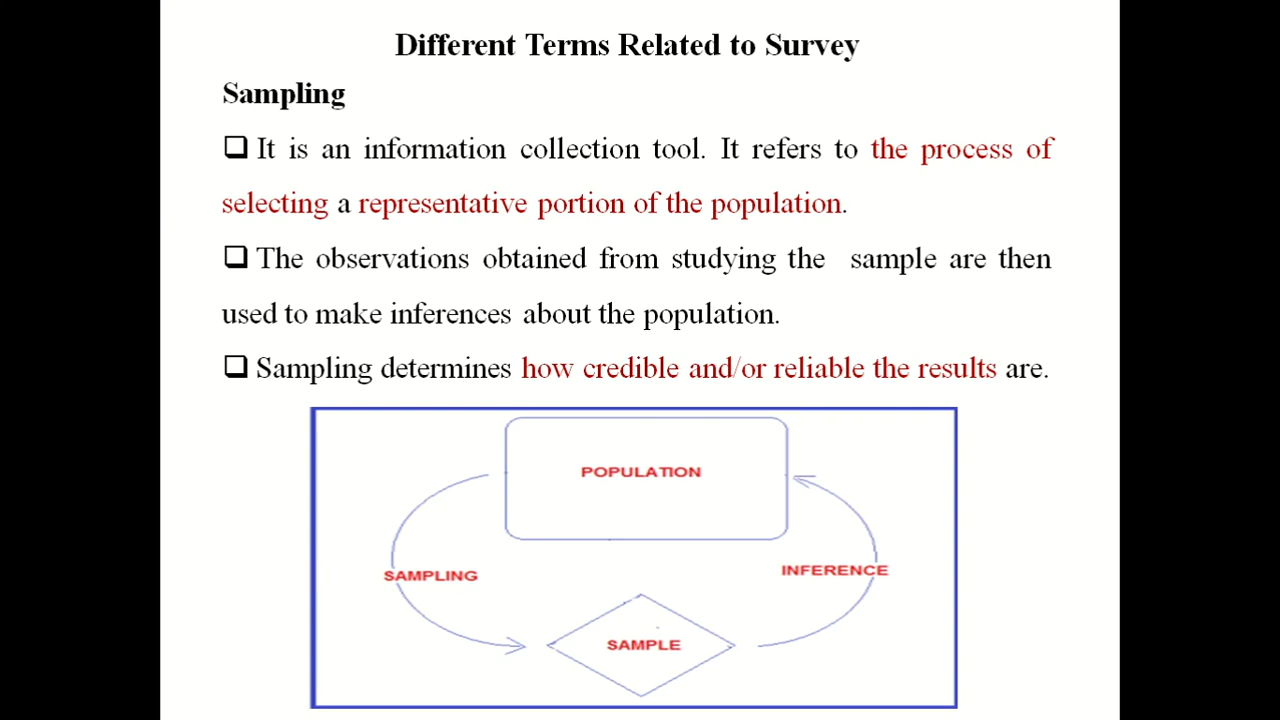 Different Terms Related to Survey
Sampling
❑ It is an information collection tool. It refers to the process of
selecting a representative portion of the population.
❑ The observations obtained from studying the sample are then
used to make inferences about the population.
❑ Sampling determines how credible and/or reliable the results are.
POPULATION
SAMPLING
INFERENCE
SAMPLE